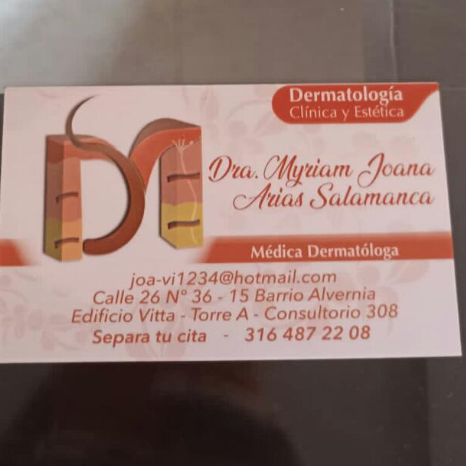 Dermatología
Clínica y Estética
Dra. Myriam Joana
Arias Salamanca
Médica Dermatóloga
joa-vi1234@hotmail.com
Calle 26 Nº 36 - 15 Barrio Alvernia
Edificio Vitta - Torre A - Consultorio 308
Separa tu cita - 316 487 22 08